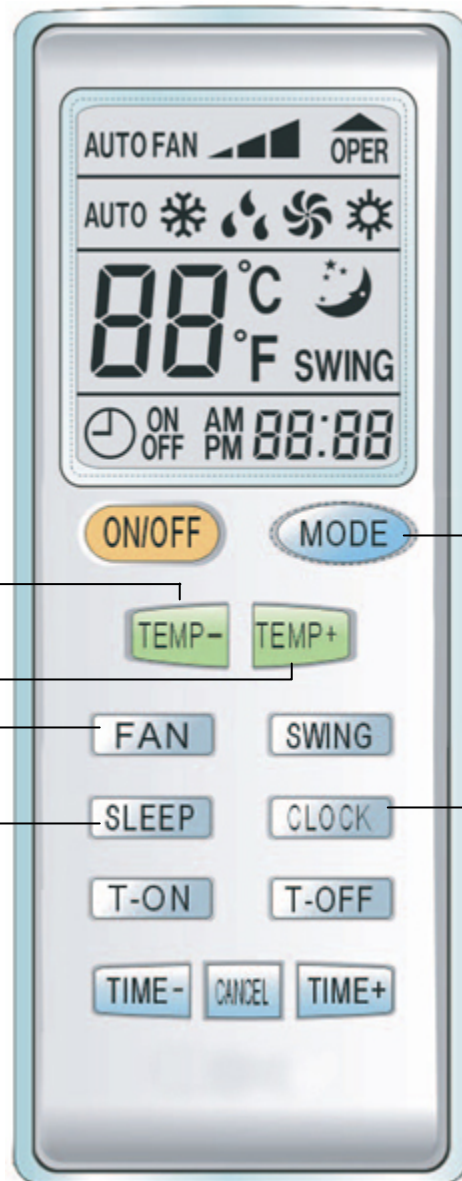 AUTO FAN OPER
AUTO
88 °C
°F SWING
ON AM 88:88
OFF PM
ON/OFF MODE
TEMP- TEMP+
FAN SWING
SLEEP CLOCK
T-ON T-OFF
TIME- CANCEL TIME+